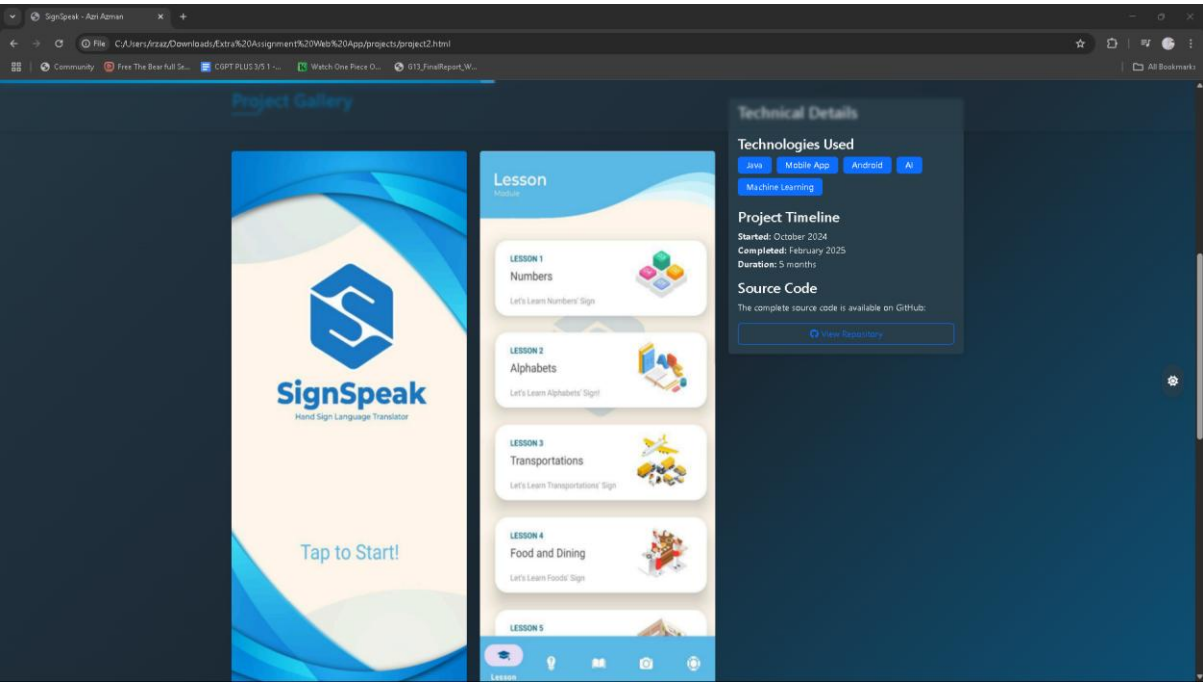 SignSpeak - Azri Azman
File C:/Users/irzaz/Downloads/Extra%20Assignment%20Web%20App/projects/project2.html
Community
Free The Bear full Se...
CGPT PLUS 3/5 1 -...
Watch One Piece O...
G13_FinalReport_W...
All Bookmarks
Project Gallery
SignSpeak
Hand Sign Language Translator
Tap to Start!
Lesson
Module
LESSON 1
Numbers
Let's Learn Numbers' Sign
LESSON 2
Alphabets
Let's Learn Alphabets' Sign!
LESSON 3
Transportations
Let's Learn Transportations' Sign
LESSON 4
Food and Dining
Let's Learn Foods' Sign
LESSON 5
Lesson
Technical Details
Technologies Used
Java
Mobile App
Android
AI
Machine Learning
Project Timeline
Started: October 2024
Completed: February 2025
Duration: 5 months
Source Code
The complete source code is available on GitHub:
View Repository